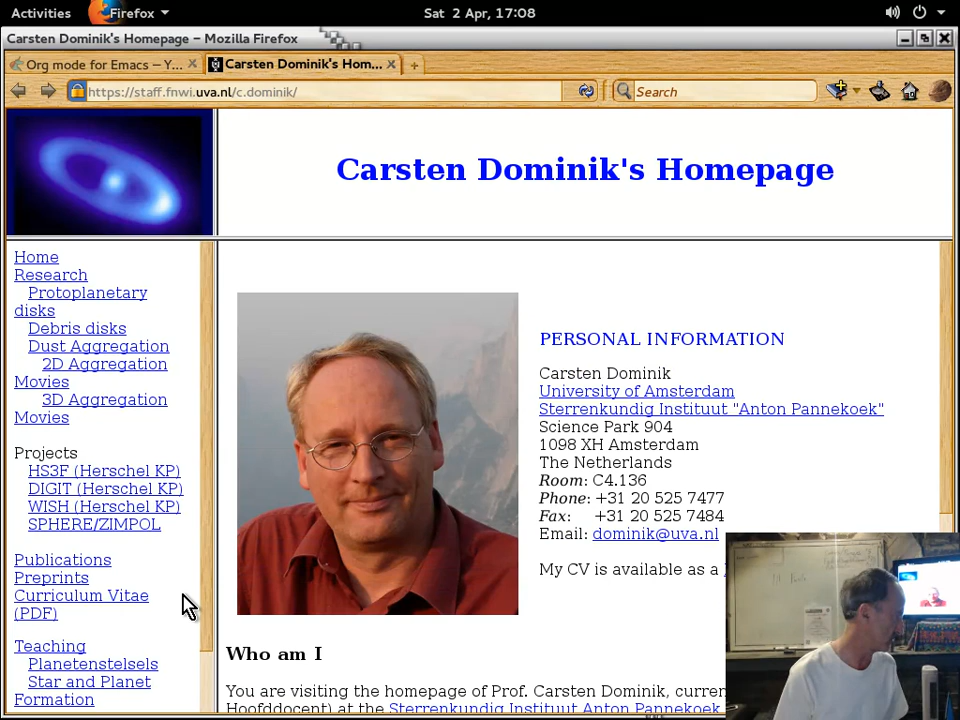 Activities Firefox Sat 2 Apr, 17:08
Carsten Dominik's Homepage – Mozilla Firefox
Org mode for Emacs – Y... Carsten Dominik's Hom...
https://staff.fnwi.uva.nl/c.dominik/ Search
Carsten Dominik's Homepage
Home
Research
Protoplanetary
disks
Debris disks
Dust Aggregation
2D Aggregation
Movies
3D Aggregation
Movies
Projects
HS3F (Herschel KP)
DIGIT (Herschel KP)
WISH (Herschel KP)
SPHERE/ZIMPOL
Publications
Preprints
Curriculum Vitae
(PDF)
Teaching
Planetenstelsels
Star and Planet
Formation
PERSONAL INFORMATION
Carsten Dominik
University of Amsterdam
Sterrenkundig Instituut "Anton Pannekoek"
Science Park 904
1098 XH Amsterdam
The Netherlands
Room: C4.136
Phone: +31 20 525 7477
Fax: +31 20 525 7484
Email: dominik@uva.nl
My CV is available as a
Who am I
You are visiting the homepage of Prof. Carsten Dominik, curren
Hoofddocent) at the Sterrenkundig Instituut Anton Pannekoek